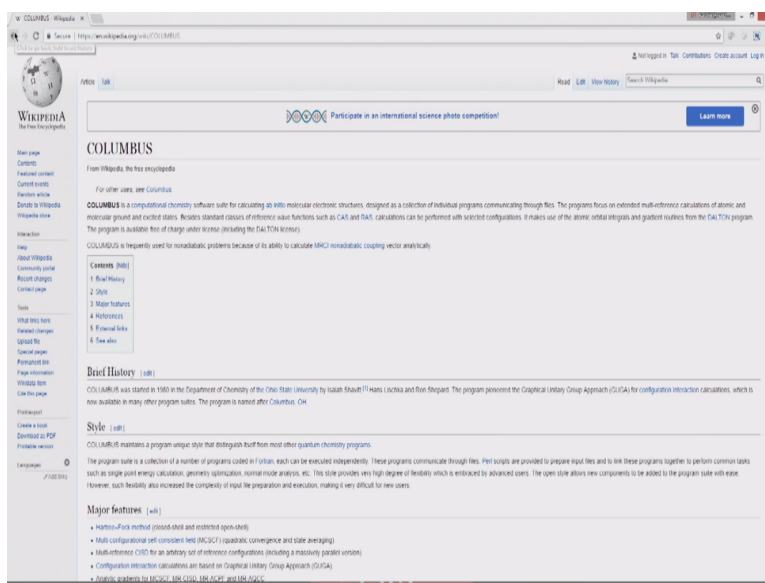 COLUMBUS - Wikipedia
Secure | https://en.wikipedia.org/wiki/COLUMBUS
Click to go back, hold to see history
Not logged in Talk Contributions Create account Log in
Article Talk
Read Edit View history Search Wikipedia
WIKIPEDIA
The Free Encyclopedia
Participate in an international science photo competition!
Learn more
Main page
Contents
Featured content
Current events
Random article
Donate to Wikipedia
Wikipedia store
Interaction
Help
About Wikipedia
Community portal
Recent changes
Contact page
Tools
What links here
Related changes
Upload file
Special pages
Permanent link
Page information
Wikidata item
Cite this page
Print/export
Create a book
Download as PDF
Printable version
Languages
Add links
COLUMBUS
From Wikipedia, the free encyclopedia
For other uses, see Columbus.
COLUMBUS is a computational chemistry software suite for calculating ab initio molecular electronic structures, designed as a collection of individual programs communicating through files. The programs focus on extended multi-reference calculations of atomic and
molecular ground and excited states. Besides standard classes of reference wave functions such as CAS and RAS, calculations can be performed with selected configurations. It makes use of the atomic orbital integrals and gradient routines from the DALTON program.
The program is available free of charge under license (including the DALTON license)
COLUMBUS is frequently used for nonadiabatic problems because of its ability to calculate MRCI nonadiabatic coupling vector analytically.
Contents [hide]
1 Brief History
2 Style
3 Major features
4 References
5 External links
6 See also
Brief History [edit]
COLUMBUS was started in 1980 in the Department of Chemistry of the Ohio State University by Isaiah Shavitt,[1] Hans Lischka and Ron Shepard. The program pioneered the Graphical Unitary Group Approach (GUGA) for configuration interaction calculations, which is
now available in many other program suites. The program is named after Columbus, OH.
Style [edit]
COLUMBUS maintains a program unique style that distinguish itself from most other quantum chemistry programs.
The program suite is a collection of a number of programs coded in Fortran, each can be executed independently. These programs communicate through files. Perl scripts are provided to prepare input files and to link these programs together to perform common tasks
such as single point energy calculation, geometry optimization, normal mode analysis, etc. This style provides very high degree of flexibility which is embraced by advanced users. The open style allows new components to be added to the program suite with ease.
However, such flexibility also increased the complexity of input file preparation and execution, making it very difficult for new users.
Major features [edit]
Hartree–Fock method (closed-shell and restricted open-shell)
Multi-configurational self-consistent field (MCSCF) (quadratic convergence and state averaging)
Multi-reference CISD for an arbitrary set of reference configurations (including a massively parallel version)
Configuration interaction calculations are based on Graphical Unitary Group Approach (GUGA)
Analytic gradients for MCSCF, MR-CISD, MR-ACPF and MR-AQCC